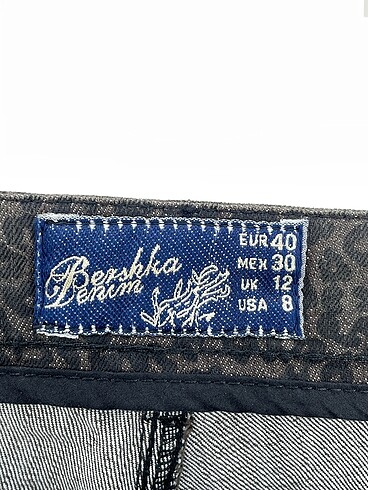 Bershka
Denim
EUR 40
MEX 30
UK 12
USA 8